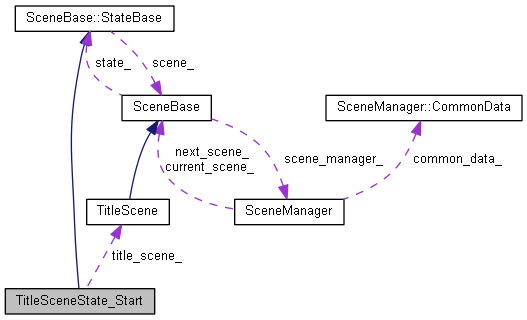 SceneBase::StateBase
state_
scene_
SceneBase
SceneManager::CommonData
next_scene_
current_scene_
scene_manager_
common_data_
TitleScene
SceneManager
title_scene_
TitleSceneState_Start